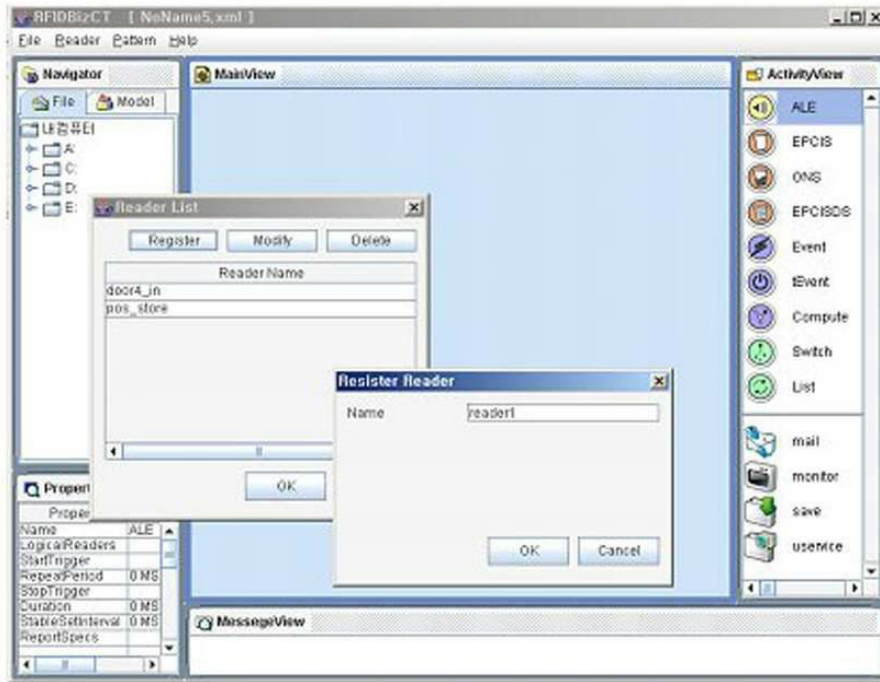 RFIDBizCT [ NoName5.xml ]
File Reader Pattern Help
Navigator
File Model
내컴퓨터
A:
C:
D:
E:
MainView
ActivityView
ALE
EPCIS
ONS
EPCISDS
Event
tEvent
Compute
Switch
List
mail
monitor
save
uservice
Reader List
Register Modify Delete
Reader Name
door4_in
pos_store
OK
Resister Reader
Name reader1
OK Cancel
Propert
Proper
Name ALE
LogicalReaders
StartTrigger
RepeatPeriod 0 MS
StopTrigger
Duration 0 MS
StableSetInterval 0 MS
ReportSpecs
MessegeView